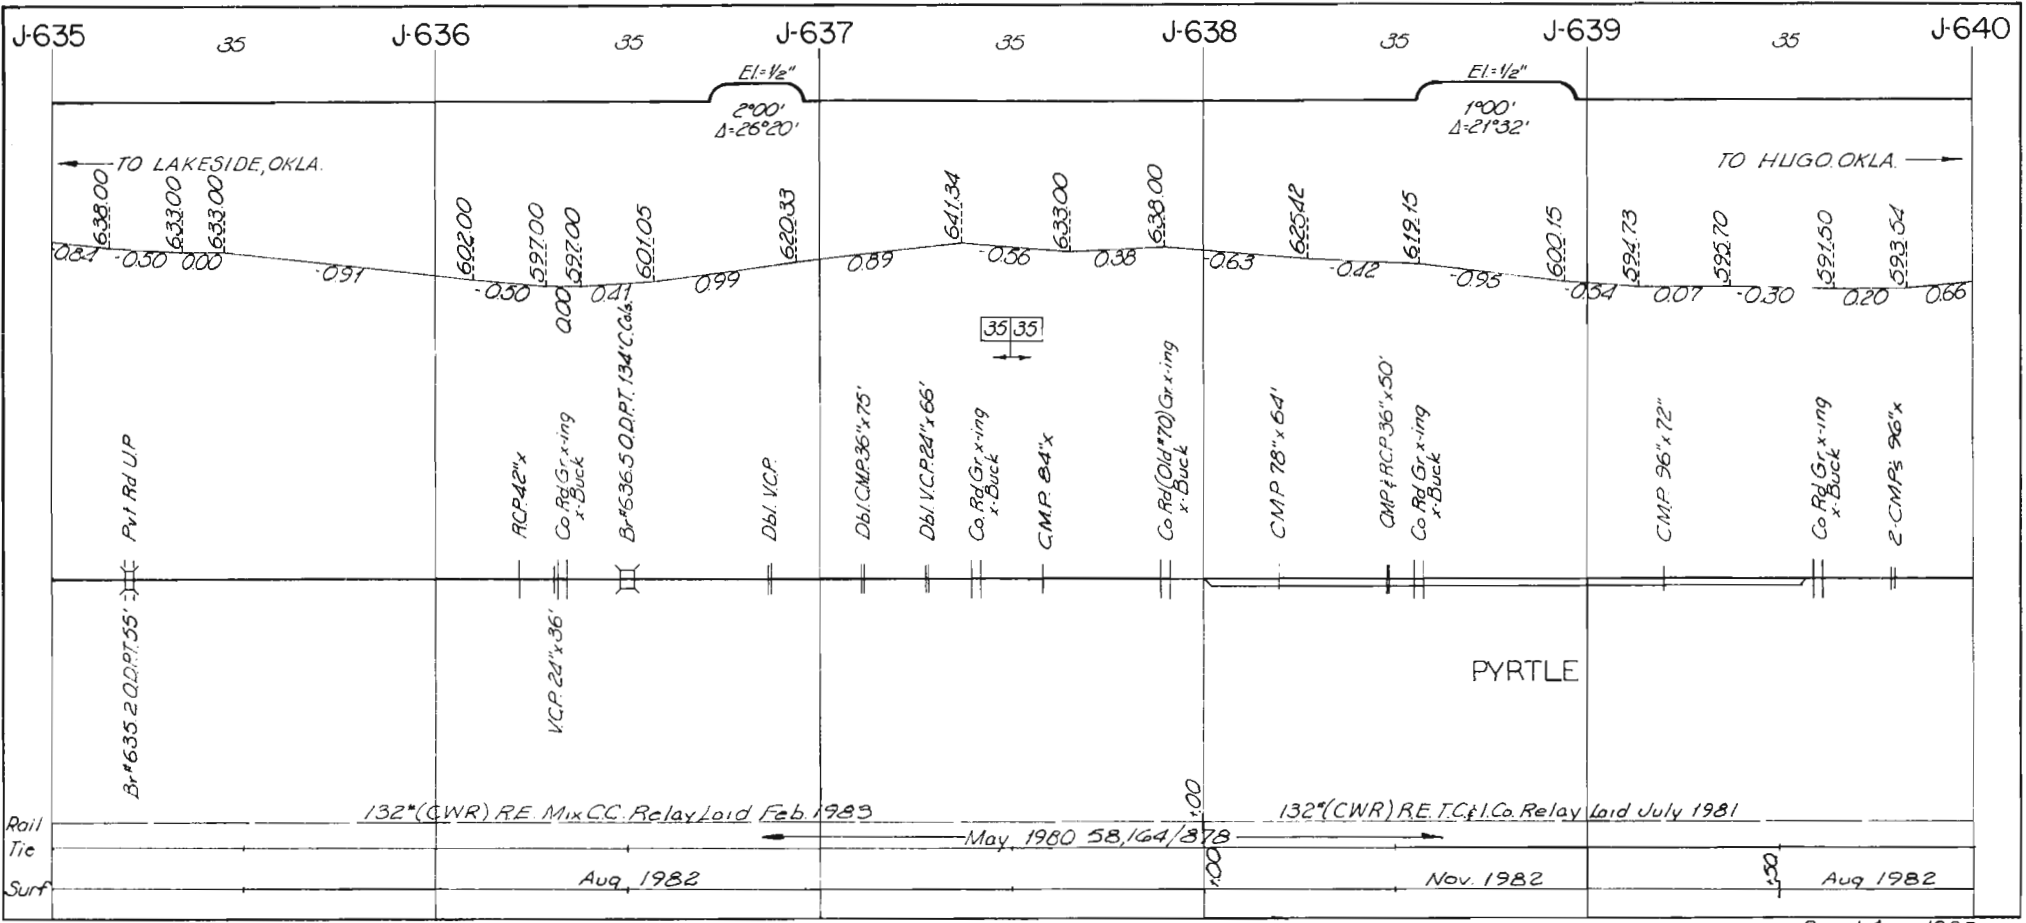 J-635 35 J-636 35 J-637 35 J-638 35 J-639 35 J-640
El.=1/2" El.=1/2"
2°00' 1°00'
Δ=26°20' Δ=21°32'
TO LAKESIDE, OKLA. TO HUGO. OKLA.
638.00 633.00 633.00 602.00 597.00 597.00 601.05 620.33 641.34 633.00 638.00 625.42 619.15 600.15 594.73 595.70 591.50 593.54
-0.84 -0.50 0.00 -0.91 -0.50 0.00 0.41 0.99 0.89 -0.56 0.38 -0.63 -0.42 -0.95 -0.54 0.07 -0.30 0.20 0.66
35 35
Pvt Rd U.P.
R.C.P. 42" x
Co Rd Gr. x-ing
x-Buck
Br#636.5 O.D.P.T. 134' C.Cols.
Dbl. V.C.P.
Dbl. C.M.P. 36" x 75'
Dbl. V.C.P. 24" x 66'
Co. Rd Gr. x-ing
x-Buck
C.M.P. 84" x
Co Rd (Old #70) Gr. x-ing
x-Buck
C.M.P. 78" x 64'
CMP & RCP 36" x 50'
Co Rd Gr. x-ing
x-Buck
C.M.P. 96" x 72"
Co Rd Gr. x-ing
x-Buck
2-CMPs 96" x
Br#635.2 O.D.P.T. 55'
V.C.P. 24" x 36'
PYRTLE
1.00
Rail 132#(CWR) R.E. Mix C.C. Relay Laid Feb. 1983 132#(CWR) R.E. T.C.&I.Co. Relay Laid July 1981
Tie May 1980 58,164/878
1.00 .50
Surf Aug 1982 Nov. 1982 Aug 1982